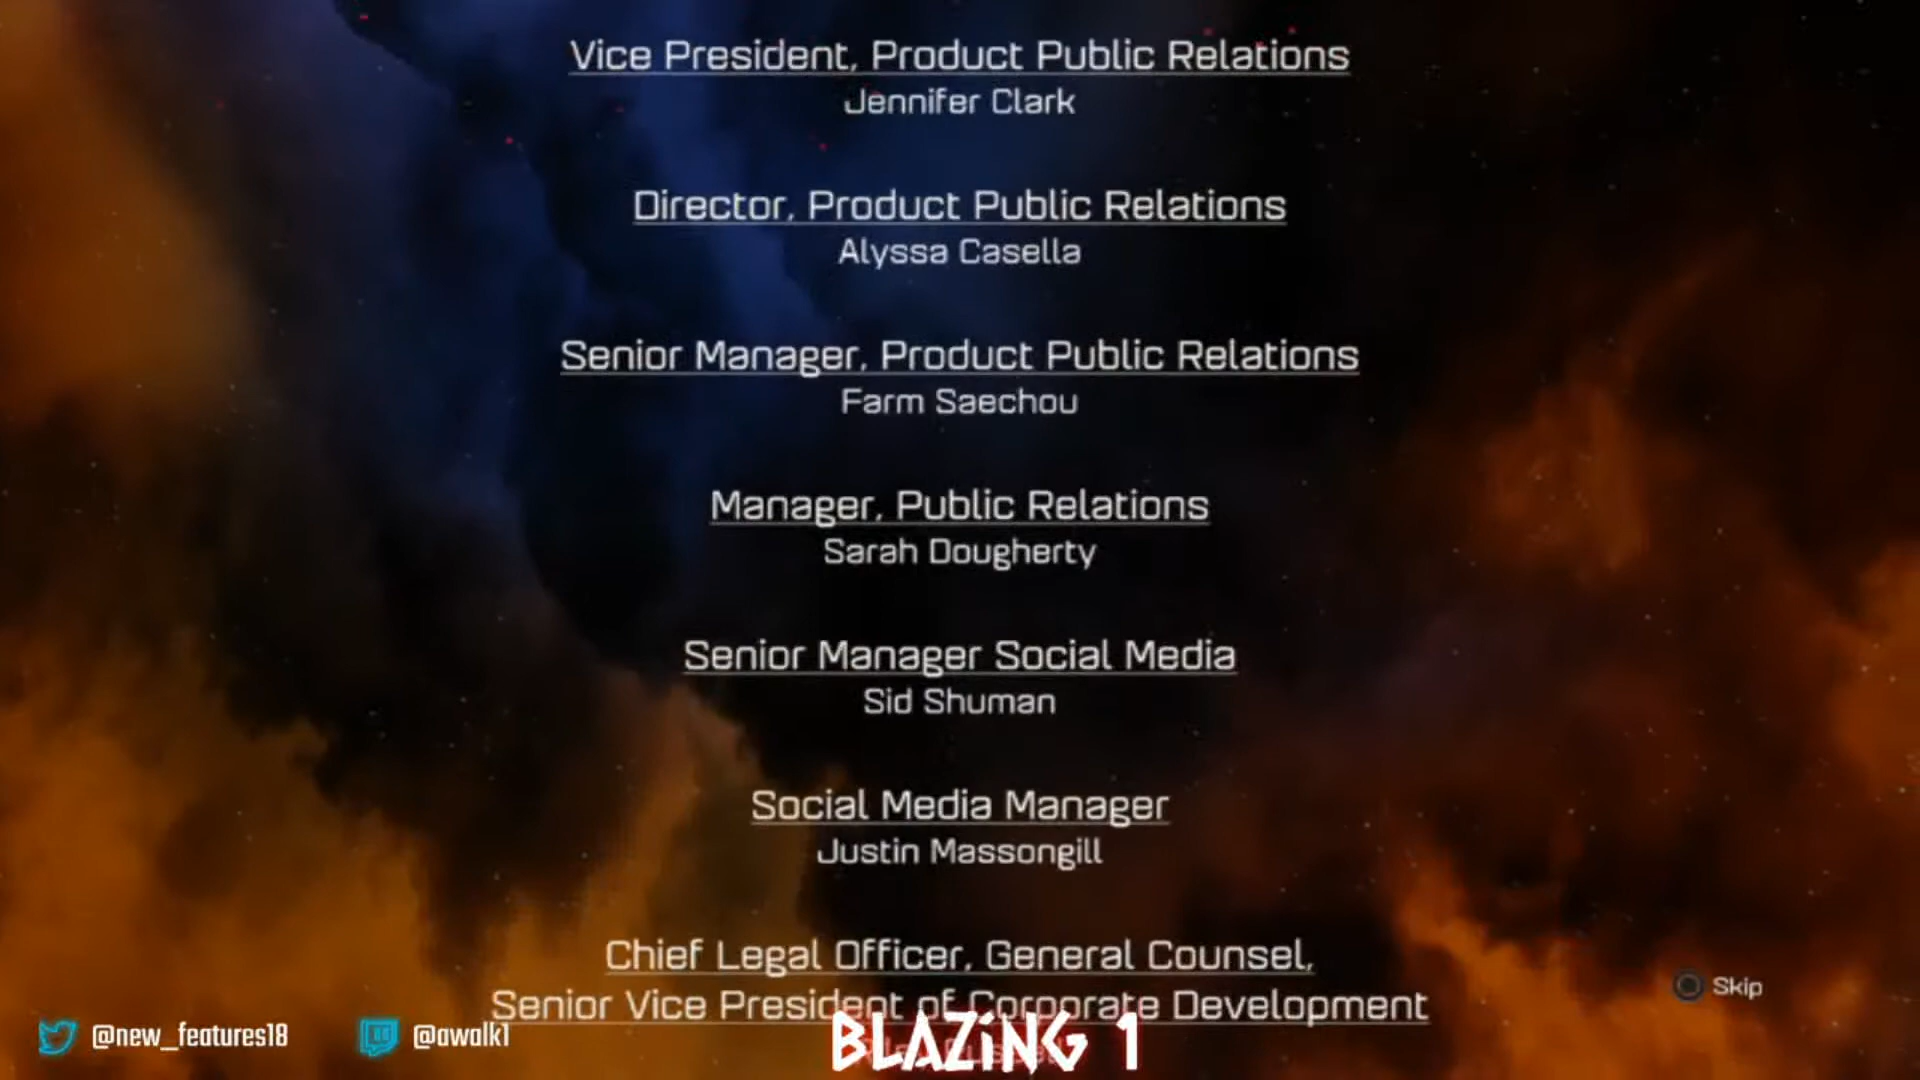 Vice President, Product Public Relations
Jennifer Clark
Director, Product Public Relations
Alyssa Casella
Senior Manager, Product Public Relations
Farm Saechou
Manager, Public Relations
Sarah Dougherty
Senior Manager Social Media
Sid Shuman
Social Media Manager
Justin Massongill
Chief Legal Officer, General Counsel,
Senior Vice President of Corporate Development
Skip
@new_features18
@awalk1
BLAZiNG 1